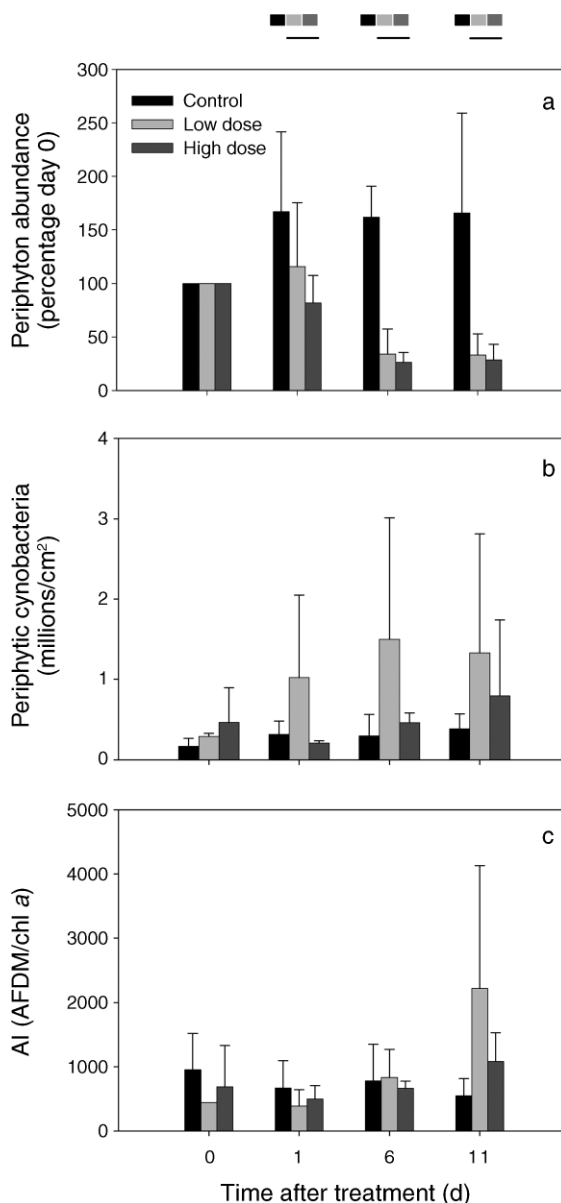 Periphyton abundance
(percentage day 0)
300
250
200
150
100
50
0
Control
Low dose
High dose
a
Periphytic cynobacteria
(millions/cm²)
4
3
2
1
0
b
AI (AFDM/chl a)
5000
4000
3000
2000
1000
0
c
0 1 6 11
Time after treatment (d)